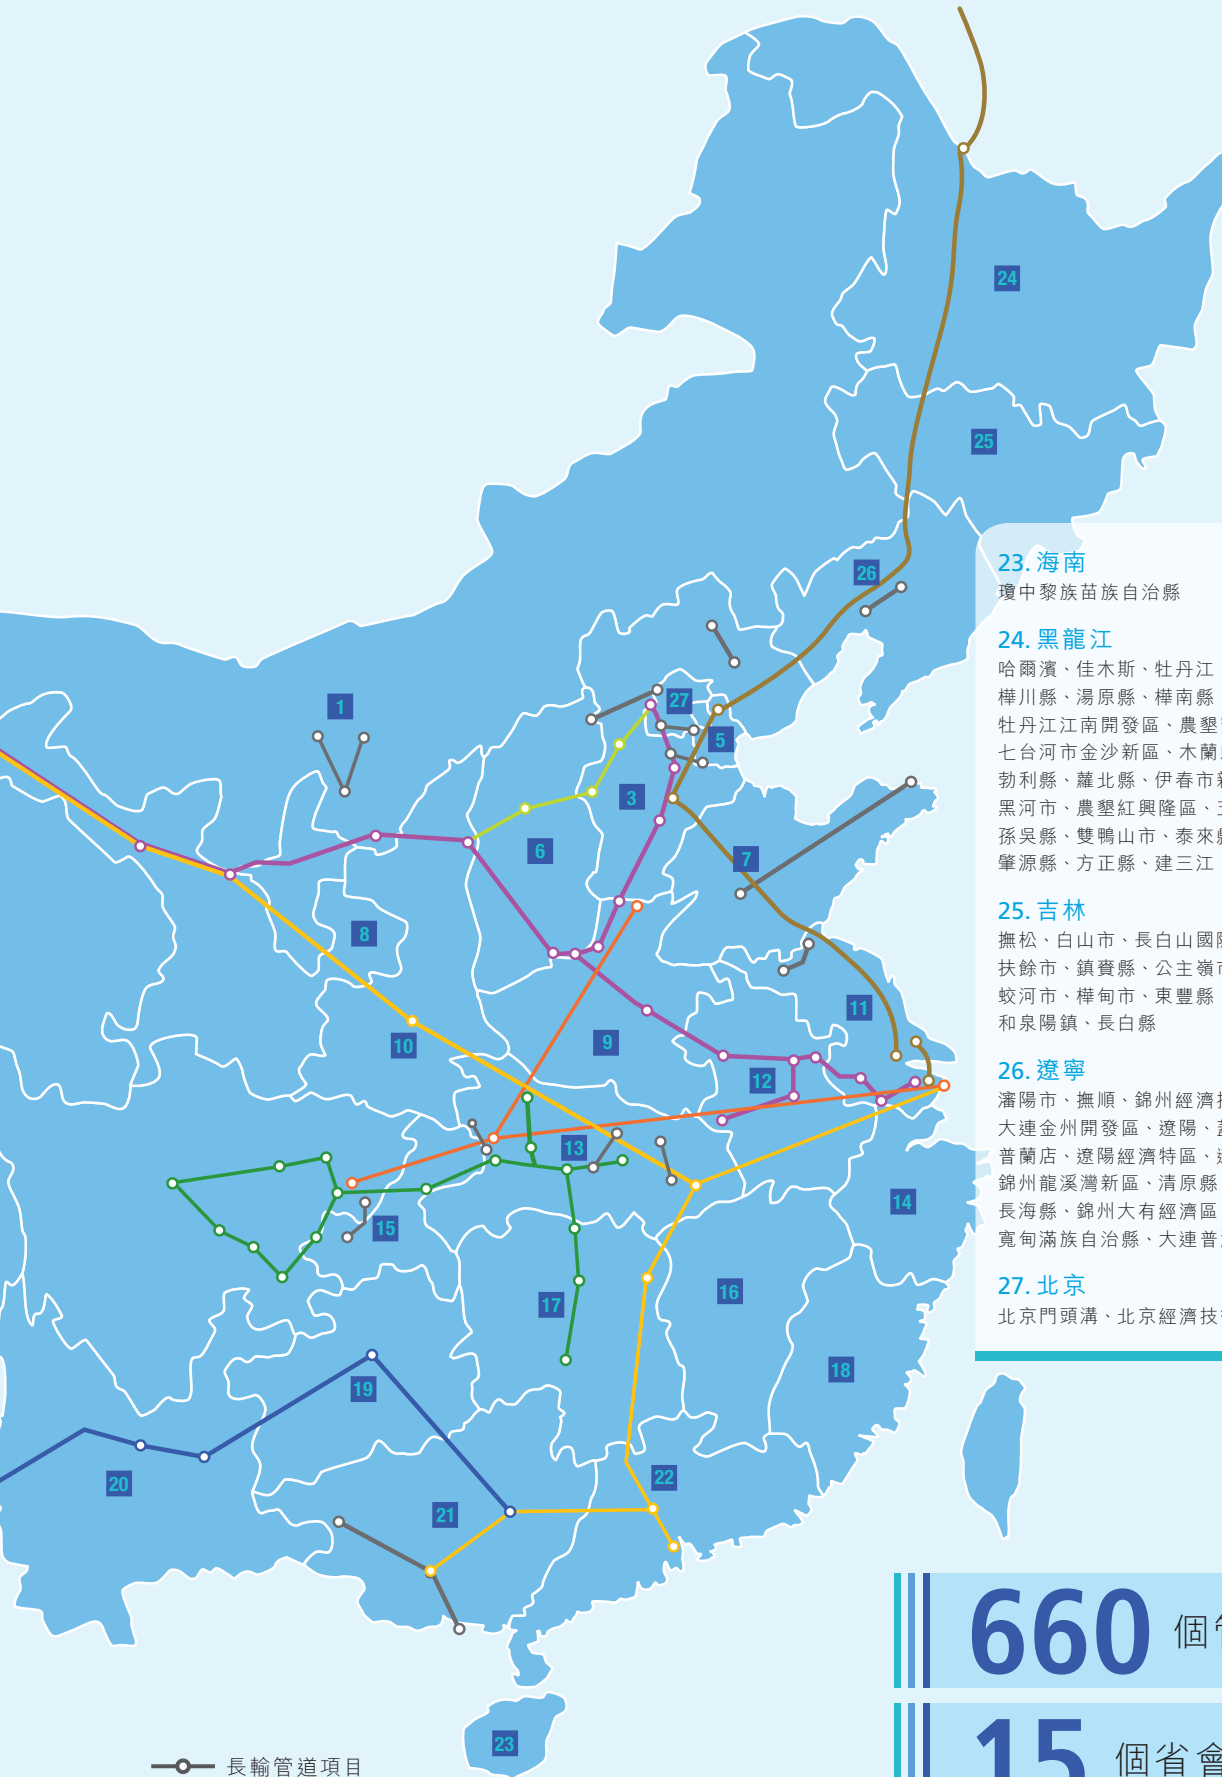 24
25
26
1
27
5
3
6
7
8
11
9
10
12
13
14
15
16
17
18
19
20
22
21
23
23. 海南
瓊中黎族苗族自治縣
24. 黑龍江
哈爾濱、佳木斯、牡丹江
樺川縣、湯原縣、樺南縣
牡丹江江南開發區、農墾
七台河市金沙新區、木蘭
勃利縣、蘿北縣、伊春市
黑河市、農墾紅興隆區、
孫吳縣、雙鴨山市、泰來
肇源縣、方正縣、建三江
25. 吉林
撫松、白山市、長白山國
扶餘市、鎮賚縣、公主嶺
蛟河市、樺甸市、東豐縣
和泉陽鎮、長白縣
26. 遼寧
瀋陽市、撫順、錦州經濟
大連金州開發區、遼陽、
普蘭店、遼陽經濟特區、
錦州龍溪灣新區、清原縣
長海縣、錦州大有經濟區
寬甸滿族自治縣、大連普
27. 北京
北京門頭溝、北京經濟技
660 個
15 個省會
長輸管道項目